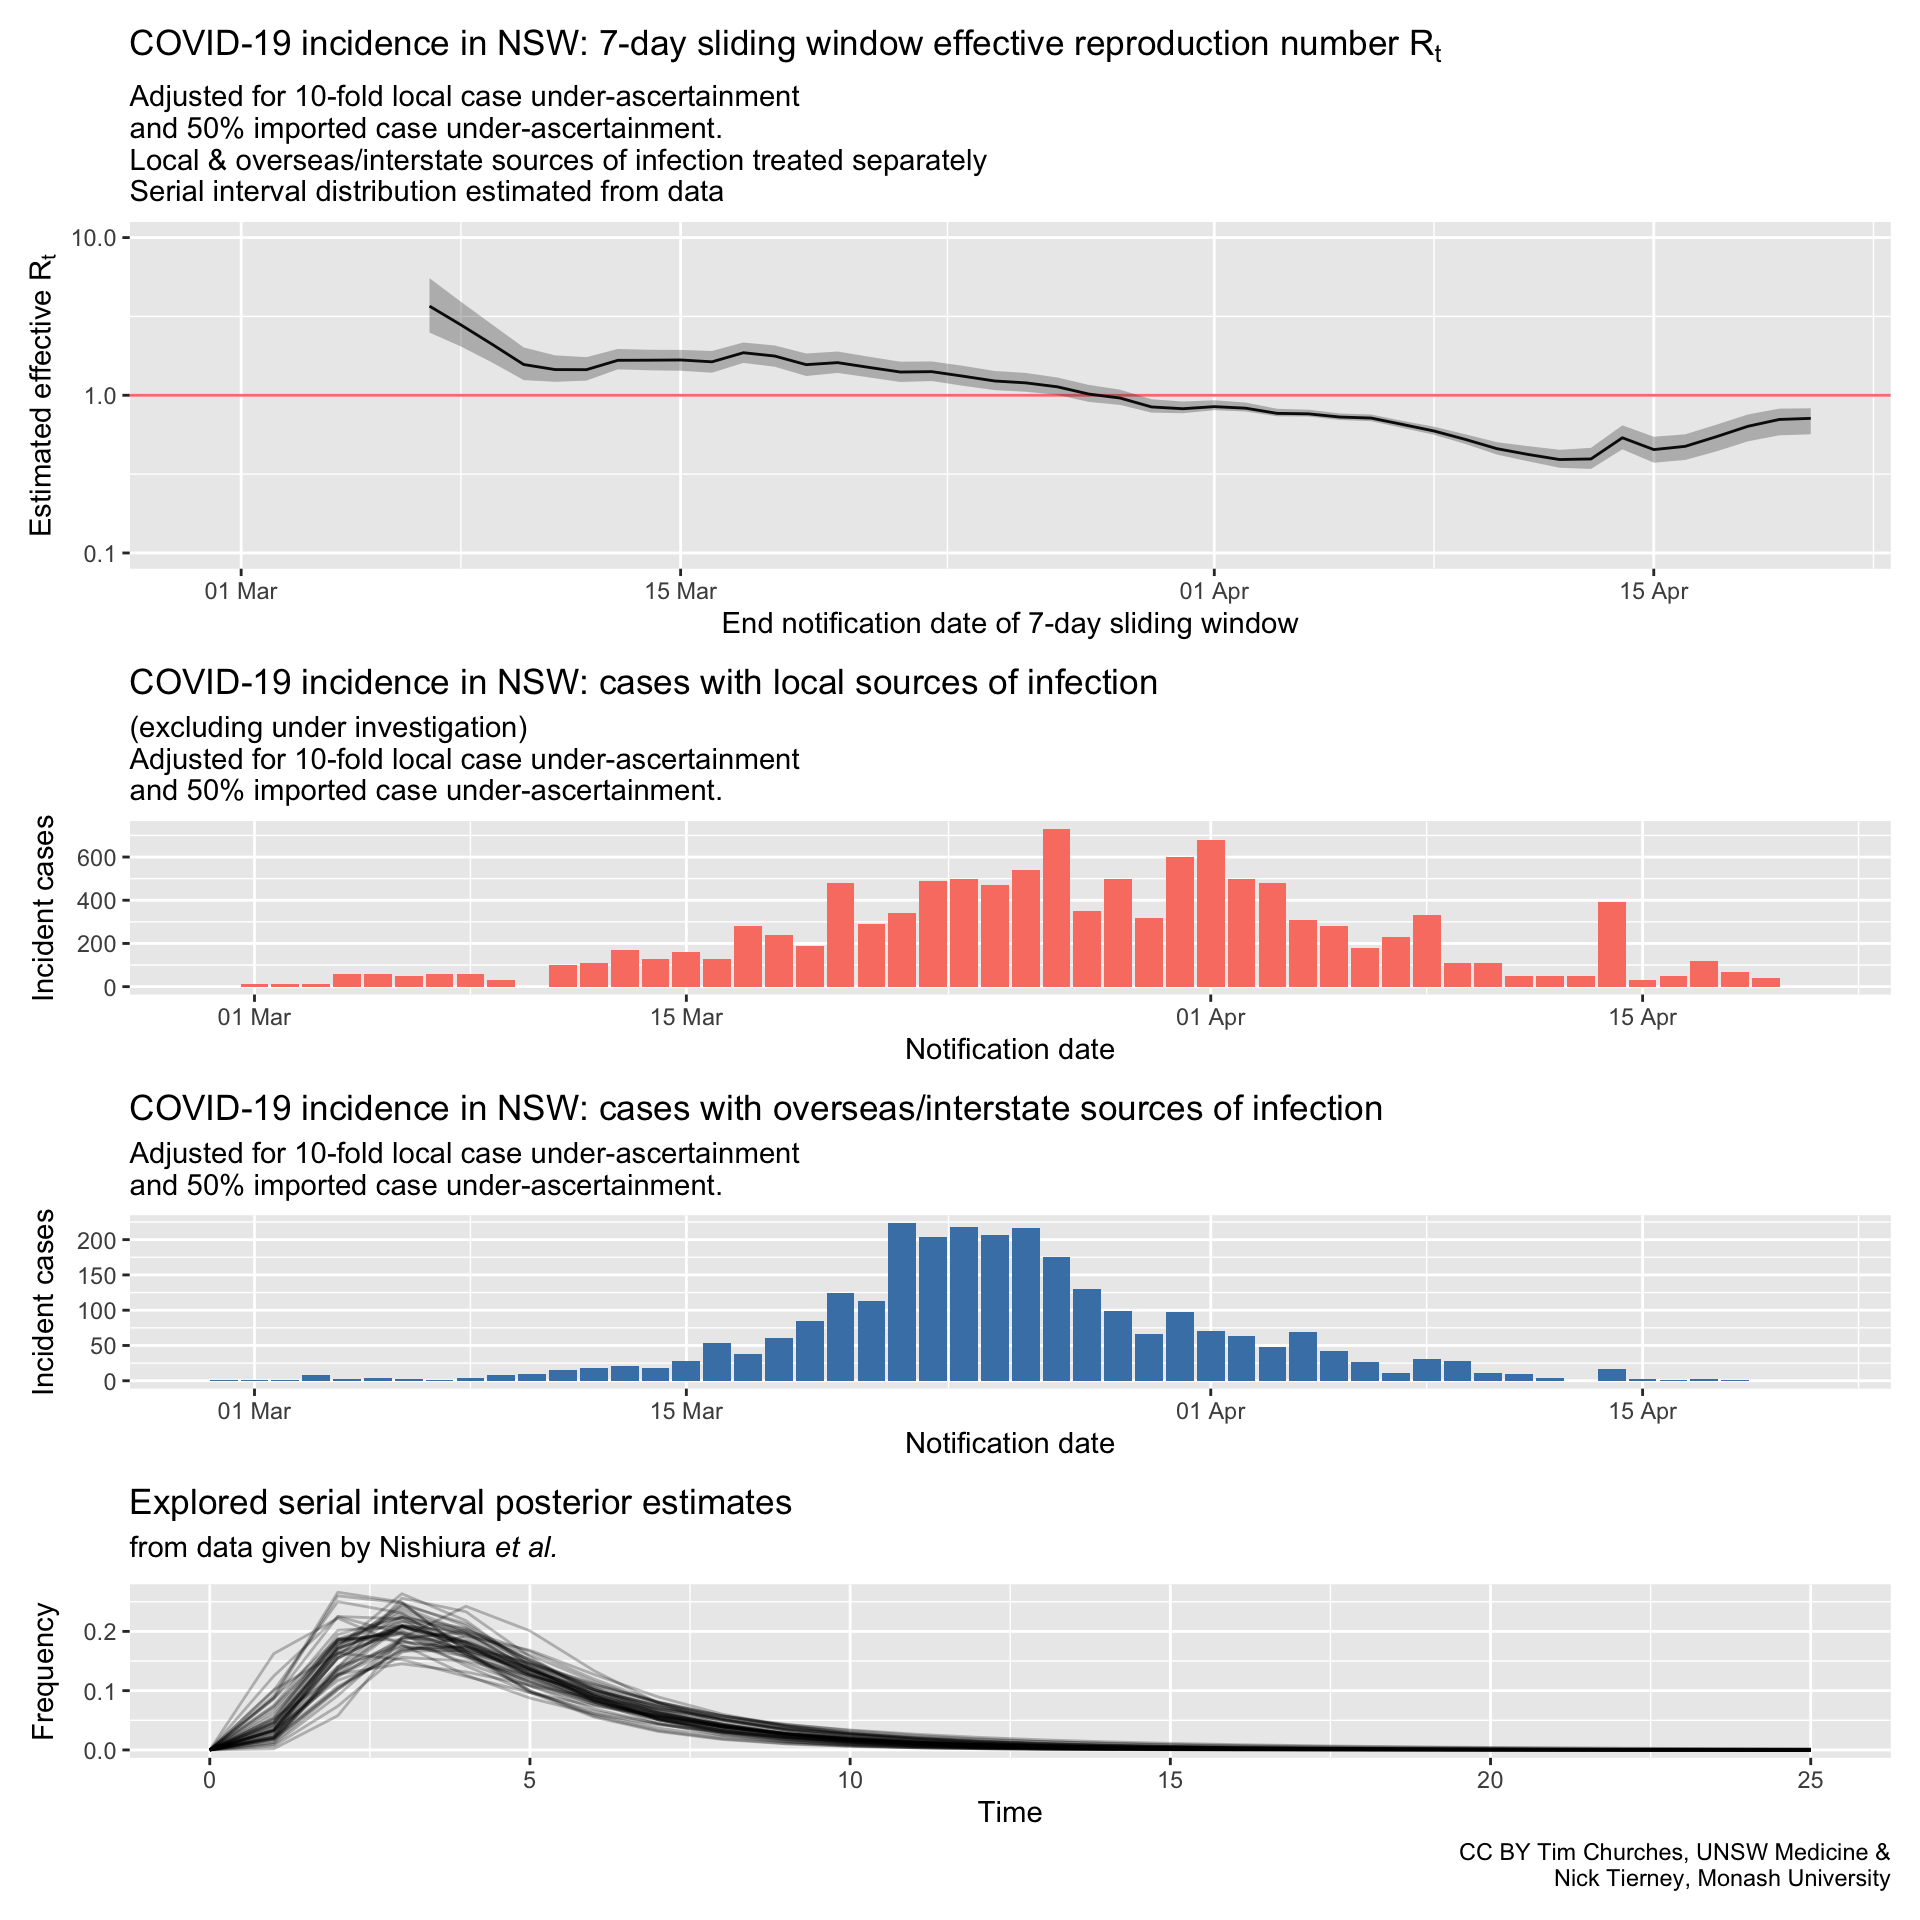 COVID-19 incidence in NSW: 7-day sliding window effective reproduction number Rt
Adjusted for 10-fold local case under-ascertainment
and 50% imported case under-ascertainment.
Local & overseas/interstate sources of infection treated separately
Serial interval distribution estimated from data
Estimated effective Rt
10.0
1.0
0.1
01 Mar 15 Mar 01 Apr 15 Apr
End notification date of 7-day sliding window
COVID-19 incidence in NSW: cases with local sources of infection
(excluding under investigation)
Adjusted for 10-fold local case under-ascertainment
and 50% imported case under-ascertainment.
Incident cases
600
400
200
0
01 Mar 15 Mar 01 Apr 15 Apr
Notification date
COVID-19 incidence in NSW: cases with overseas/interstate sources of infection
Adjusted for 10-fold local case under-ascertainment
and 50% imported case under-ascertainment.
Incident cases
200
150
100
50
0
01 Mar 15 Mar 01 Apr 15 Apr
Notification date
Explored serial interval posterior estimates
from data given by Nishiura et al.
Frequency
0.2
0.1
0.0
0 5 10 15 20 25
Time
CC BY Tim Churches, UNSW Medicine &
Nick Tierney, Monash University